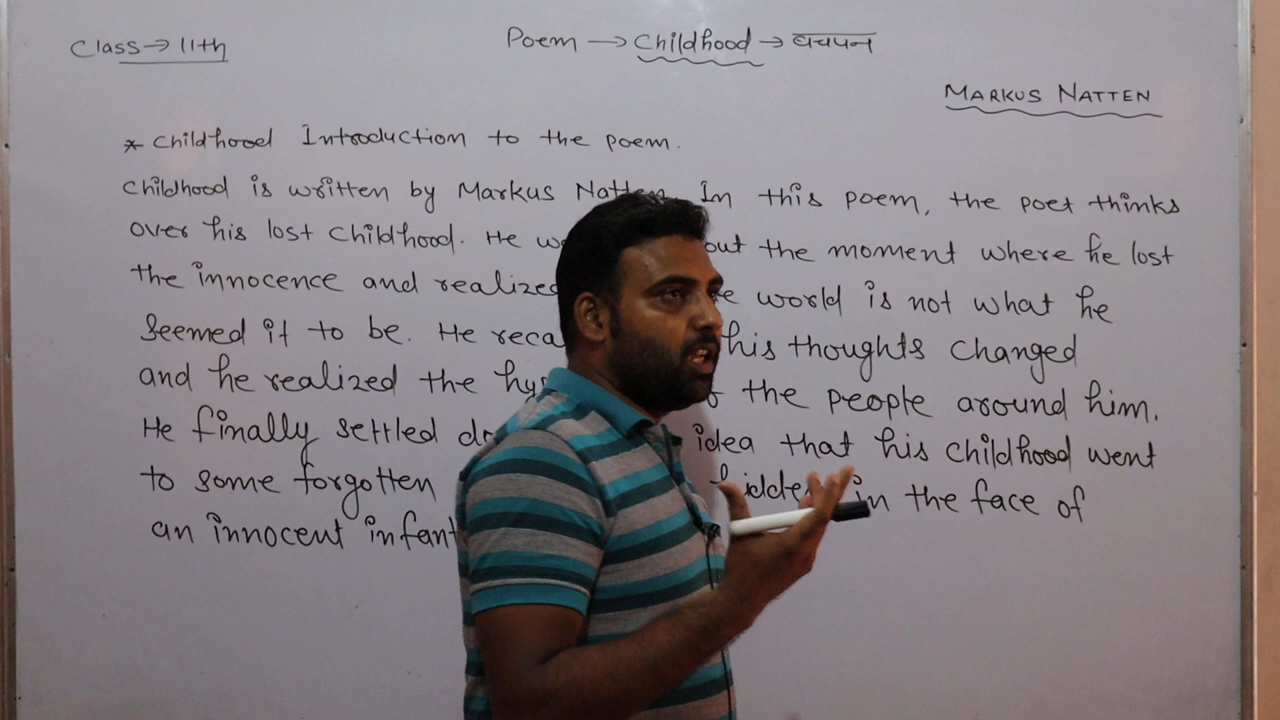 Class → 11th
Poem → Childhood → बचपन
MARKUS NATTEN
* Childhood Introduction to the poem.
Childhood is written by Markus Natten. In this poem, the poet thinks
over his lost childhood. He the moment where he lost
the innocence and realized world is not what he
seemed it to be. He his thoughts changed
and he realized the the people around him.
He finally settled idea that his childhood went
to some forgotten hidden in the face of
an innocent infant